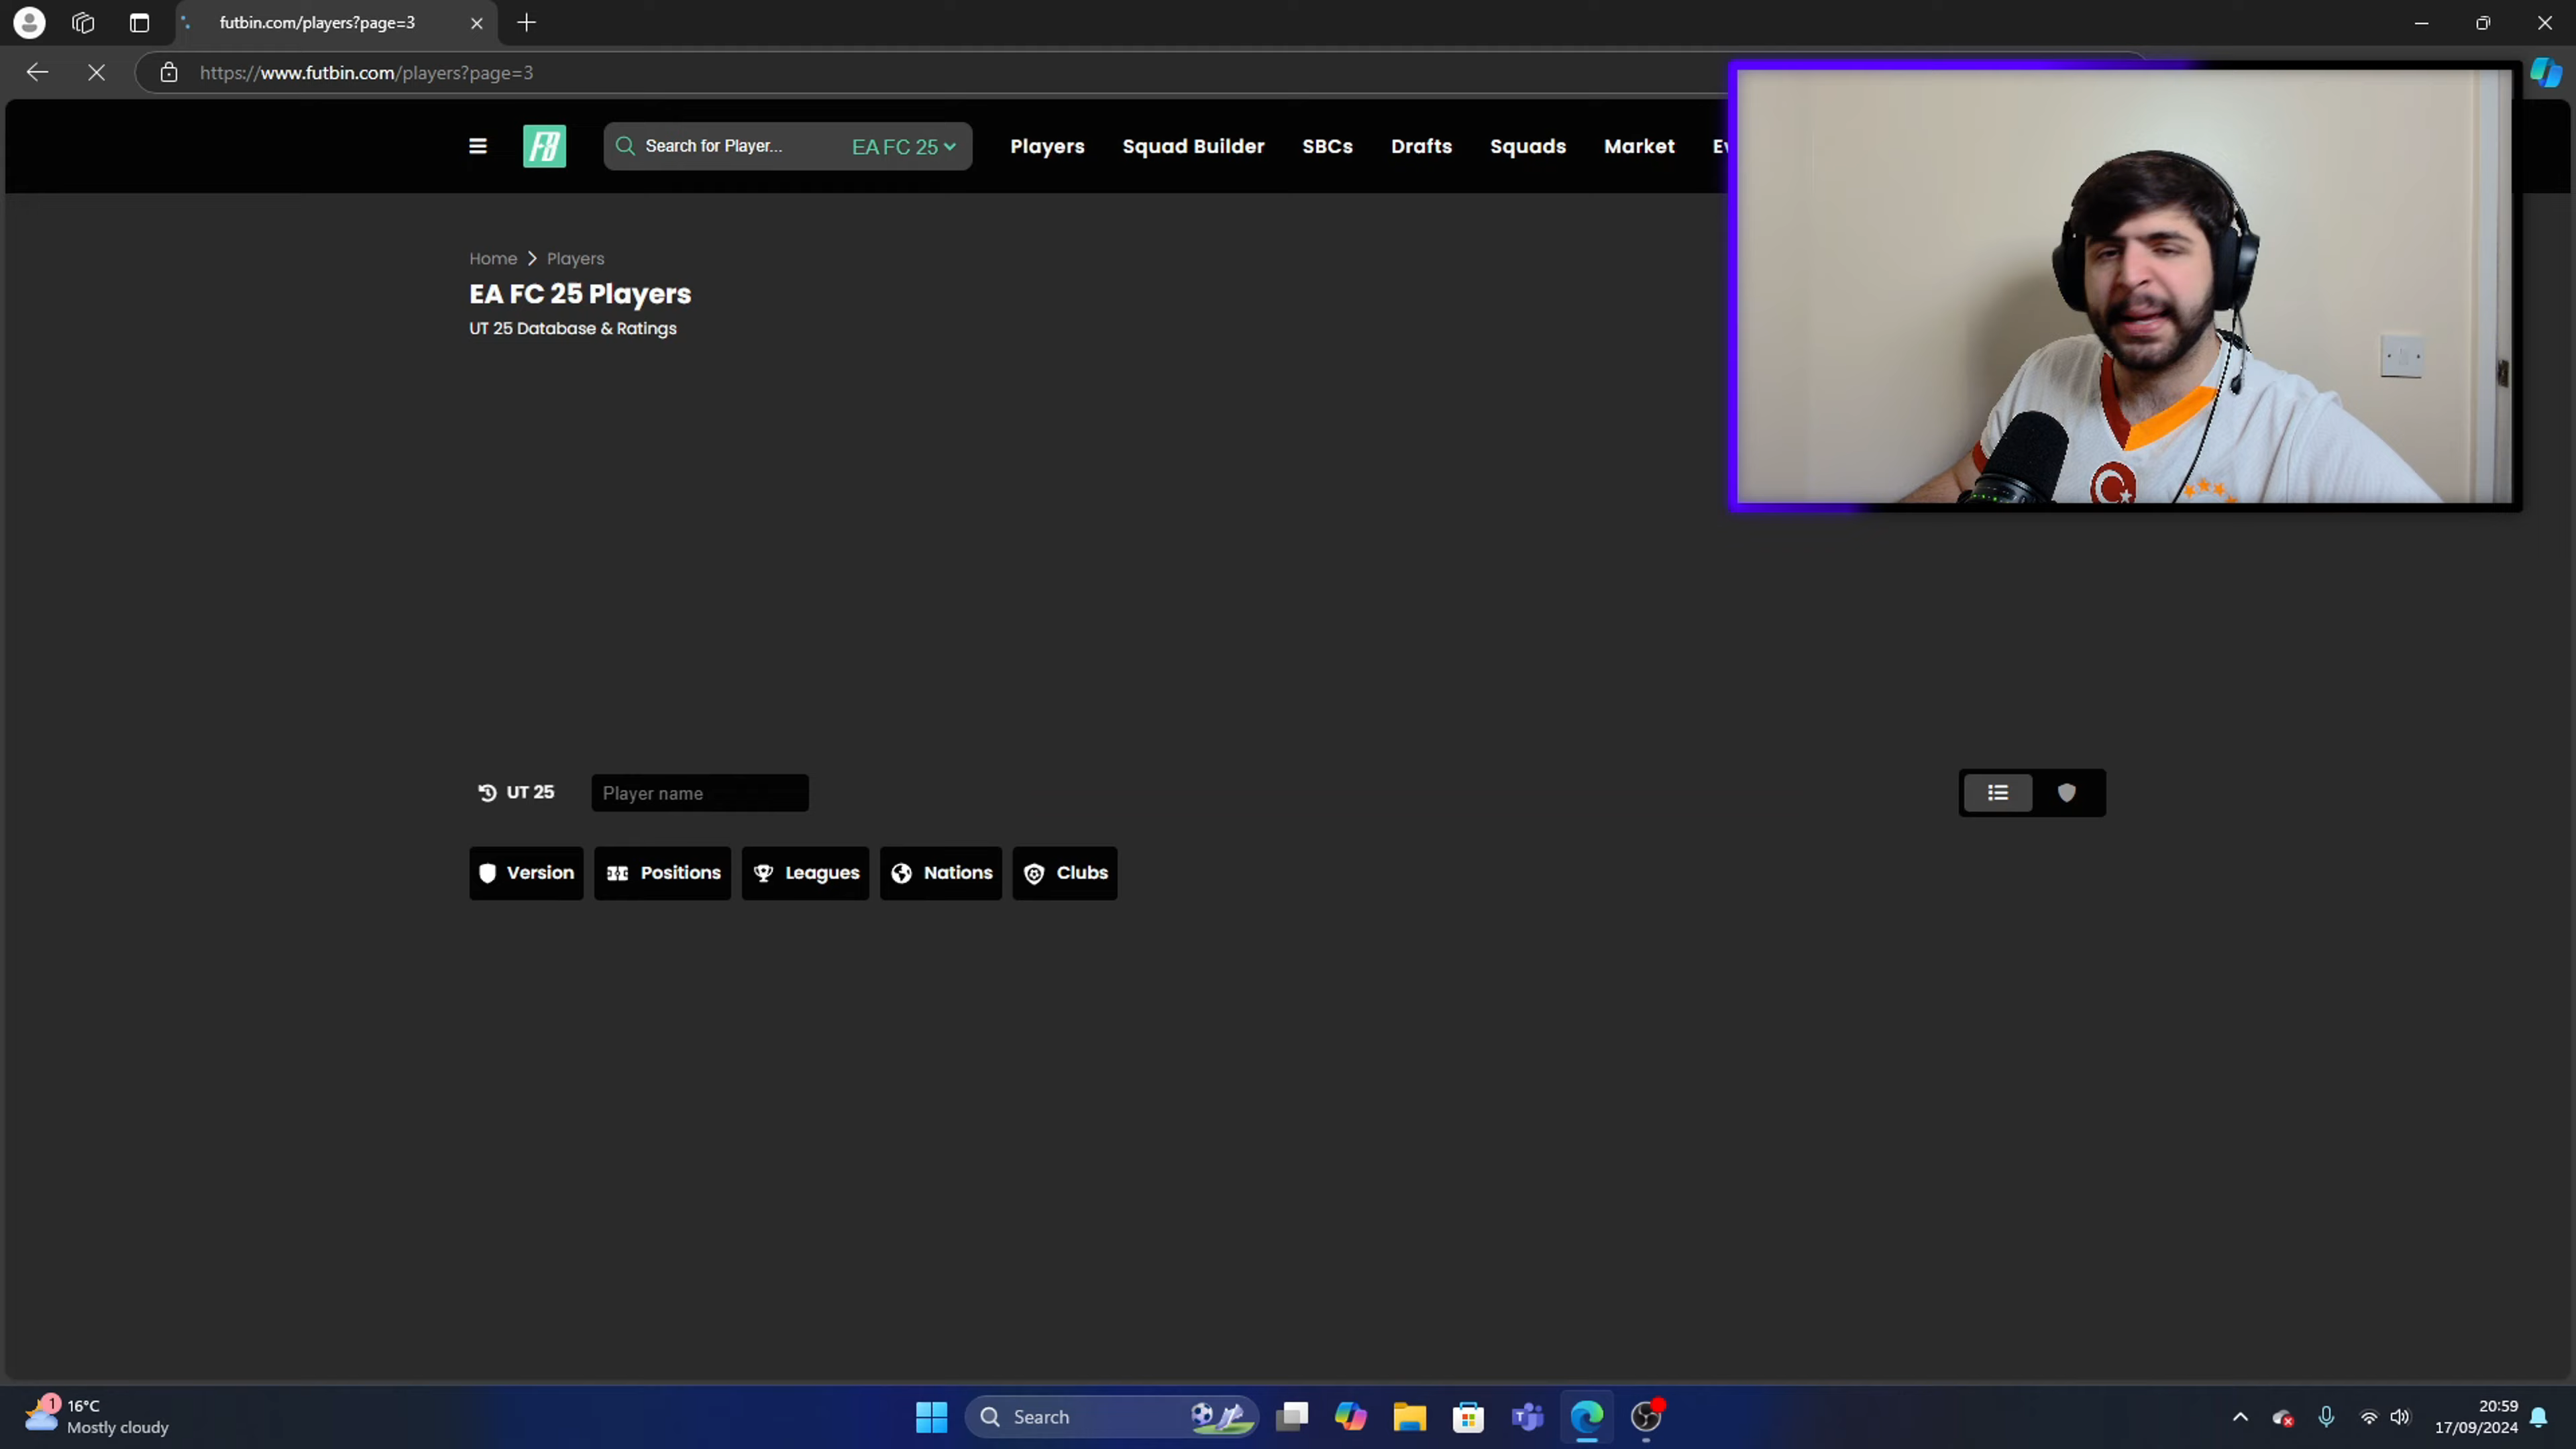 futbin.com/players?page=3
https://www.futbin.com/players?page=3
FB
Search for Player...
EA FC 25
Players
Squad Builder
SBCs
Drafts
Squads
Market
Home
Players
EA FC 25 Players
UT 25 Database & Ratings
UT 25
Player name
Version
Positions
Leagues
Nations
Clubs
1
16°C
Mostly cloudy
Search
20:59
17/09/2024